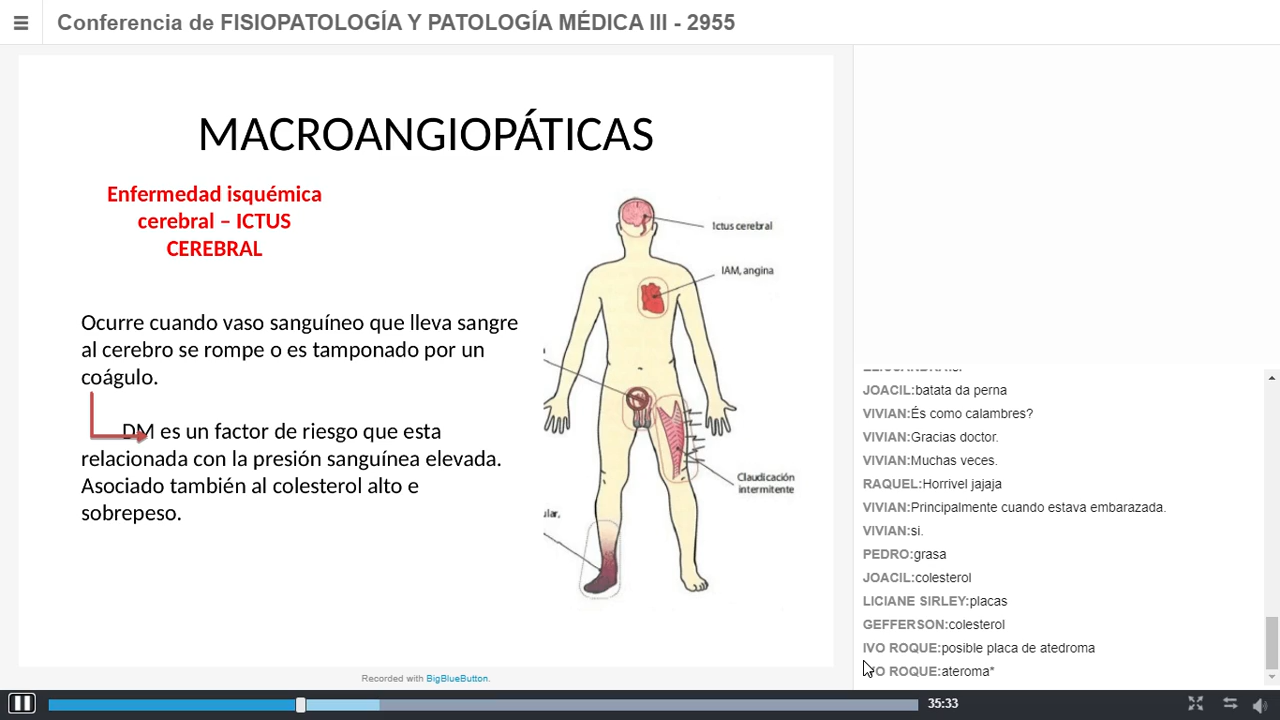 Conferencia de FISIOPATOLOGÍA Y PATOLOGÍA MÉDICA III - 2955
MACROANGIOPÁTICAS
Enfermedad isquémica
cerebral – ICTUS
CEREBRAL
Ocurre cuando vaso sanguíneo que lleva sangre
al cerebro se rompe o es tamponado por un
coágulo.
DM es un factor de riesgo que esta
relacionada con la presión sanguínea elevada.
Asociado también al colesterol alto e
sobrepeso.
Ictus cerebral
IAM, angina
Claudicación
intermitente
ular,
Recorded with BigBlueButton.
JOACIL:batata da perna
VIVIAN:És como calambres?
VIVIAN:Gracias doctor.
VIVIAN:Muchas veces.
RAQUEL:Horrivel jajaja
VIVIAN:Principalmente cuando estava embarazada.
VIVIAN:si.
PEDRO:grasa
JOACIL:colesterol
LICIANE SIRLEY:placas
GEFFERSON:colesterol
IVO ROQUE:posible placa de atedroma
IVO ROQUE:ateroma*
35:33